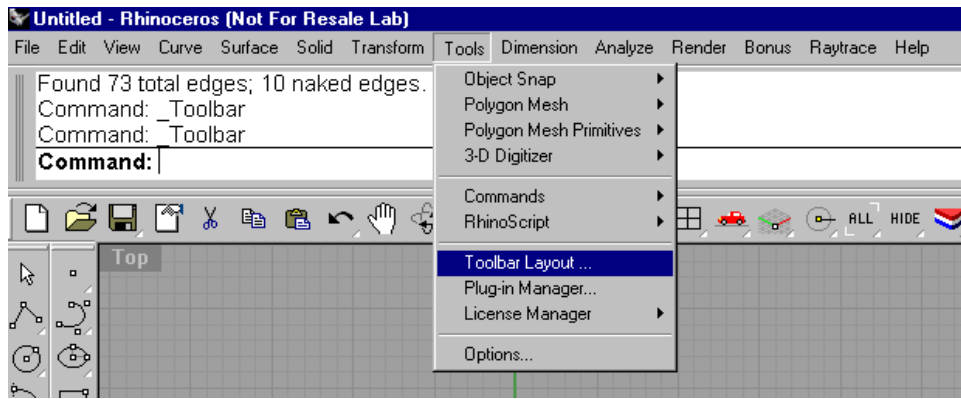 Untitled - Rhinoceros (Not For Resale Lab)
File Edit View Curve Surface Solid Transform Tools Dimension Analyze Render Bonus Raytrace Help
Found 73 total edges; 10 naked edges.
Command: _Toolbar
Command: _Toolbar
Command:
Object Snap
Polygon Mesh
Polygon Mesh Primitives
3-D Digitizer
Commands
RhinoScript
Toolbar Layout ...
Plug-in Manager...
License Manager
Options...
ALL HIDE
Top